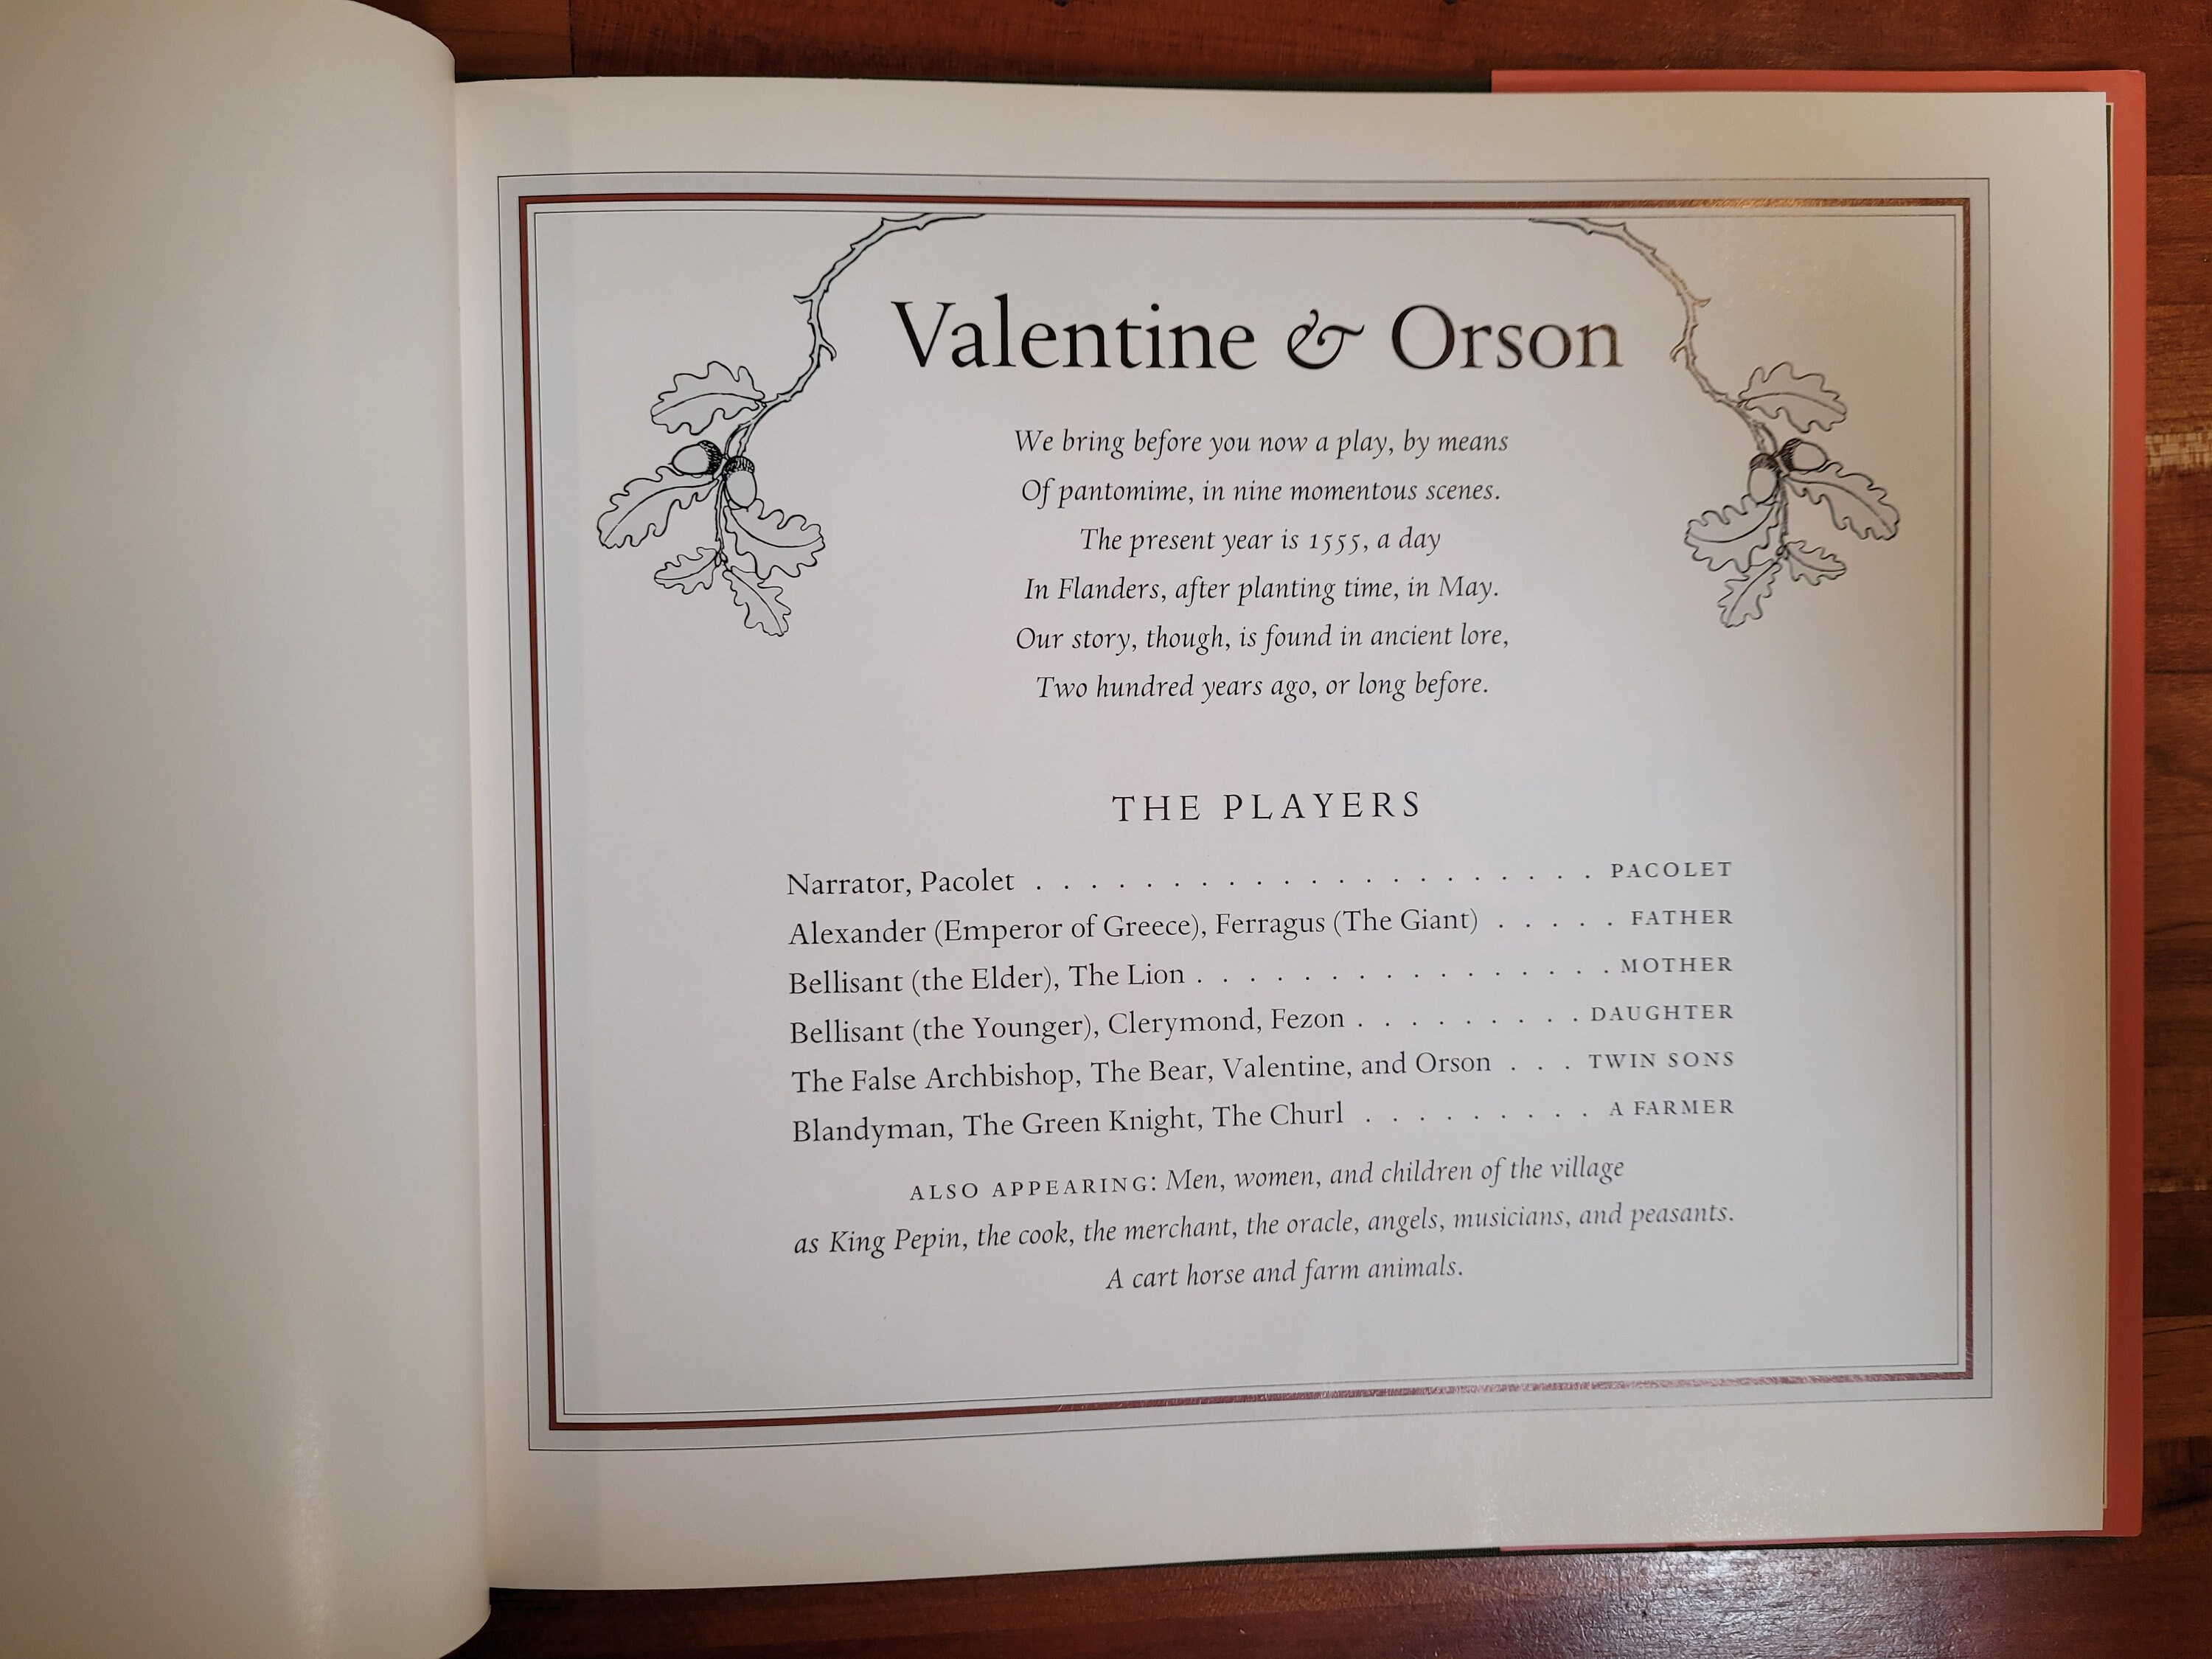 Valentine & Orson
We bring before you now a play, by means
Of pantomime, in nine momentous scenes.
The present year is 1555, a day
In Flanders, after planting time, in May.
Our story, though, is found in ancient lore,
Two hundred years ago, or long before.
THE PLAYERS
Narrator, Pacolet . . . . . . . . . . . . . . . . . . . . . PACOLET
Alexander (Emperor of Greece), Ferragus (The Giant) . . . . . FATHER
Bellisant (the Elder), The Lion . . . . . . . . . . . . . . . . MOTHER
Bellisant (the Younger), Clerymond, Fezon . . . . . . . . . DAUGHTER
The False Archbishop, The Bear, Valentine, and Orson . . . TWIN SONS
Blandyman, The Green Knight, The Churl . . . . . . . . . A FARMER
ALSO APPEARING: Men, women, and children of the village
as King Pepin, the cook, the merchant, the oracle, angels, musicians, and peasants.
A cart horse and farm animals.